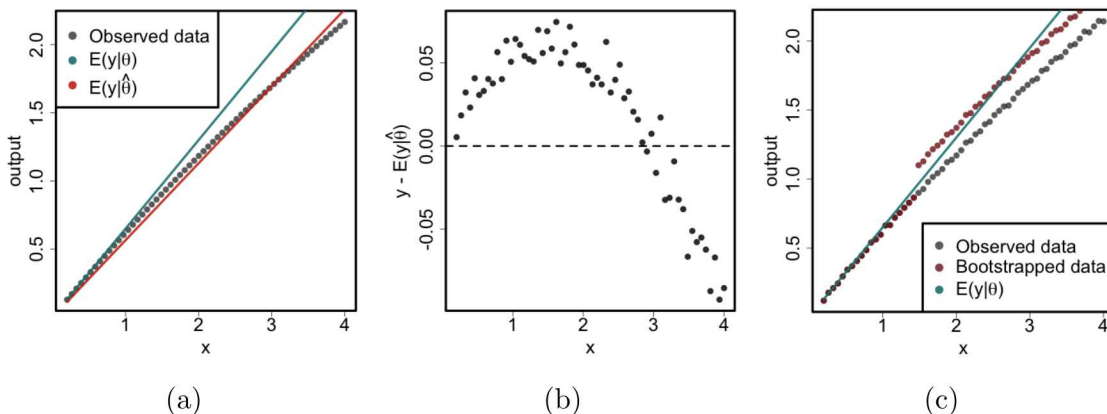 output
2.0
1.5
1.0
0.5
Observed data
E(y|θ)
E(y|θ̂)
1 2 3 4
x
(a)
y - E(y|θ̂)
0.05
0.00
-0.05
1 2 3 4
x
(b)
output
2.0
1.5
1.0
0.5
Observed data
Bootstrapped data
E(y|θ)
1 2 3 4
x
(c)